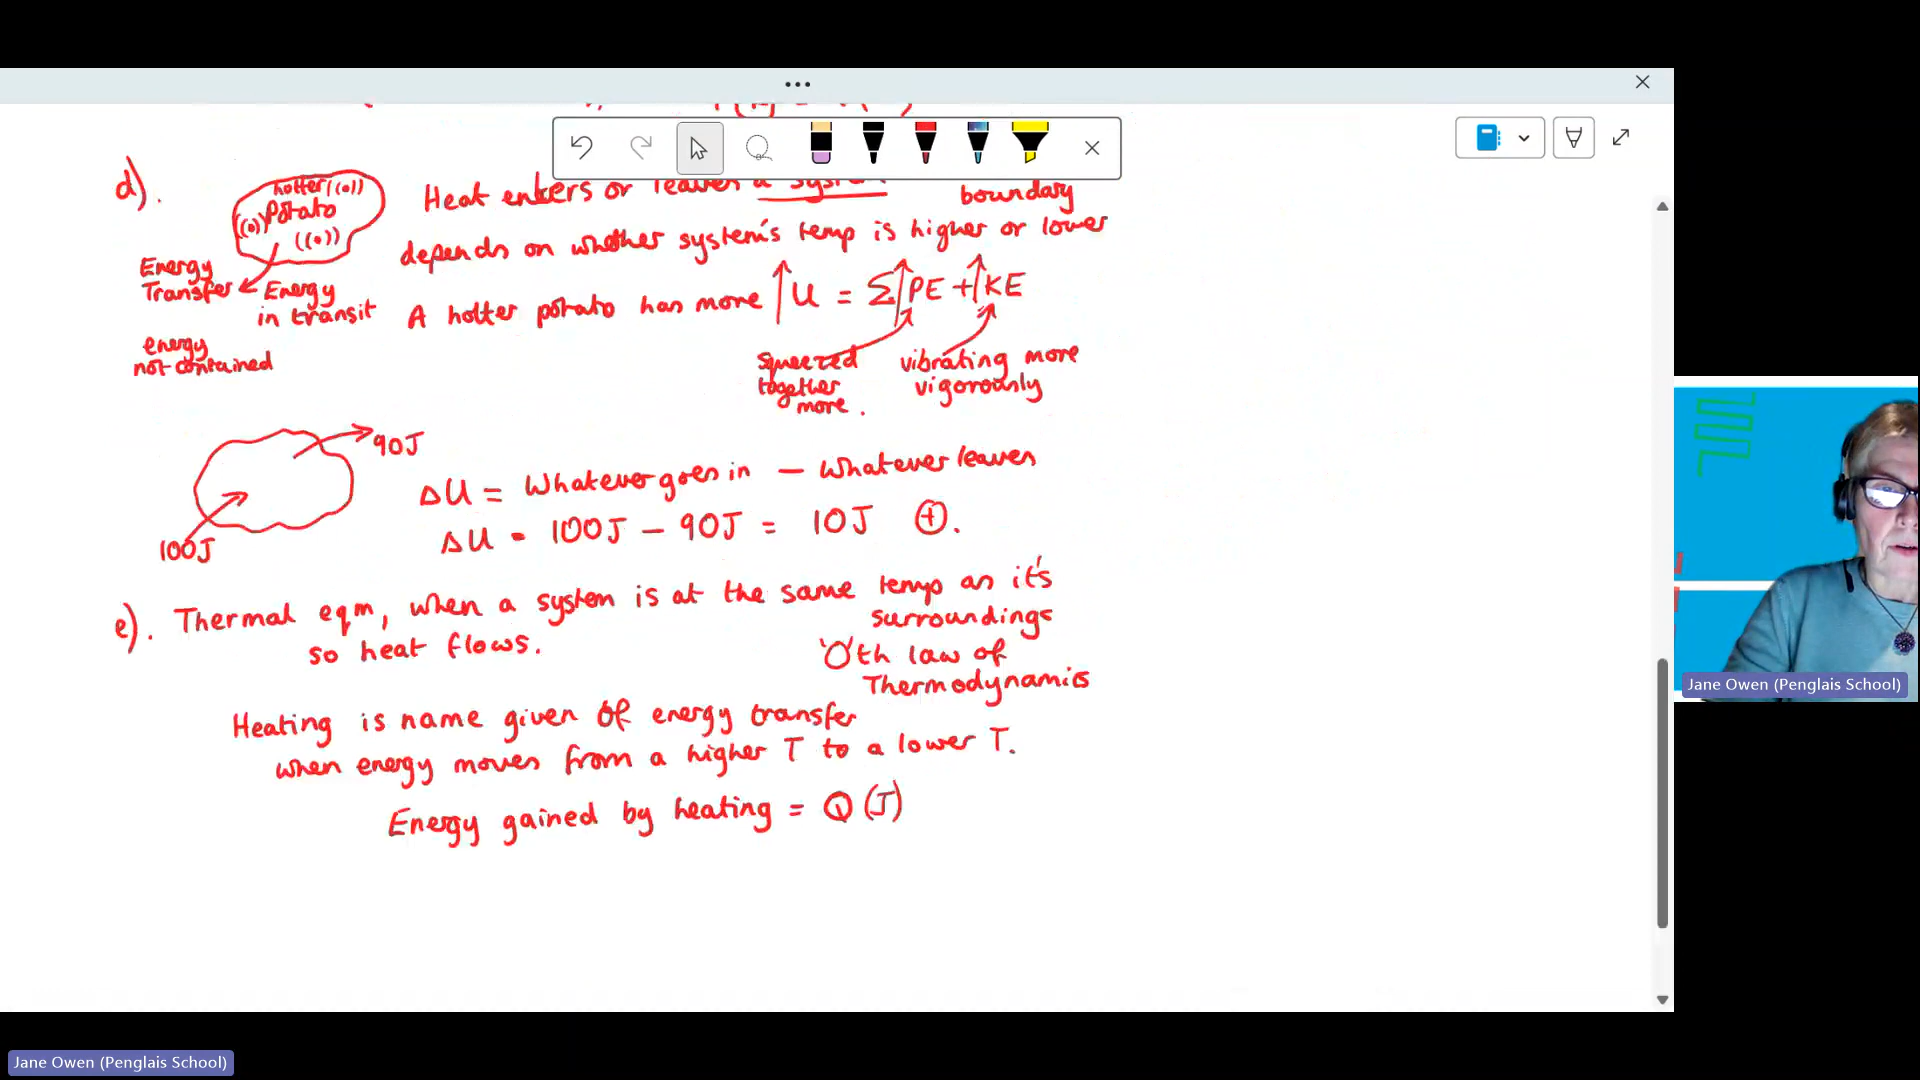 d).
hotter ((o))
((o)) Potato
((o))
Heat enters or leaves a system
boundary
depends on whether system's temp is higher or lower
Energy
Transfer
Energy
in transit
A hotter potato has more U = Σ PE + KE
energy
not contained
squeezed
together
more.
vibrating more
vigorously
90J
100J
ΔU = Whatever goes in – Whatever leaves
ΔU = 100J – 90J = 10J ⊕.
e). Thermal eqm, when a system is at the same temp as it's
surroundings
so heat flows.
'O'th law of
Thermodynamics
Heating is name given of energy transfer
when energy moves from a higher T to a lower T.
Energy gained by heating = Q (J)
Jane Owen (Penglais School)
Jane Owen (Penglais School)